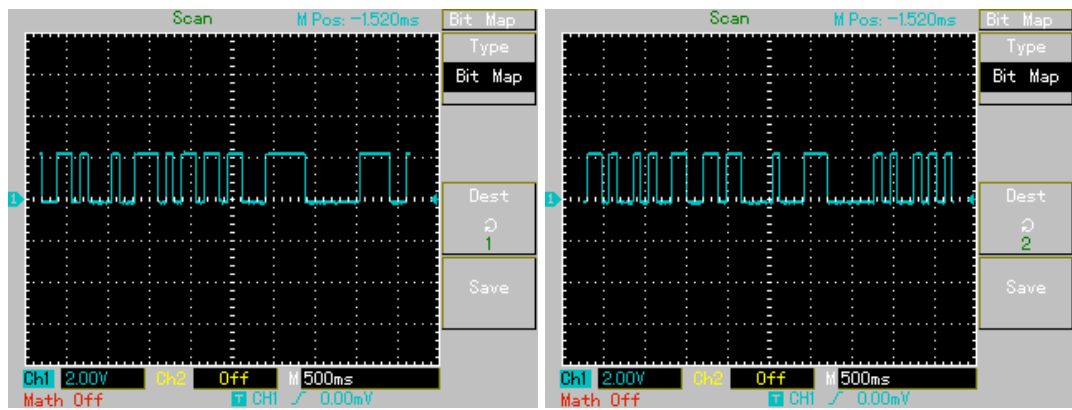 Scan M Pos: -1.520ms Bit Map
Type
Bit Map
1
Dest
1
Save
Ch1 2.00V Ch2 Off M 500ms
Math Off T CH1 0.00mV
Scan M Pos: -1.520ms Bit Map
Type
Bit Map
1
Dest
2
Save
Ch1 2.00V Ch2 Off M 500ms
Math Off T CH1 0.00mV